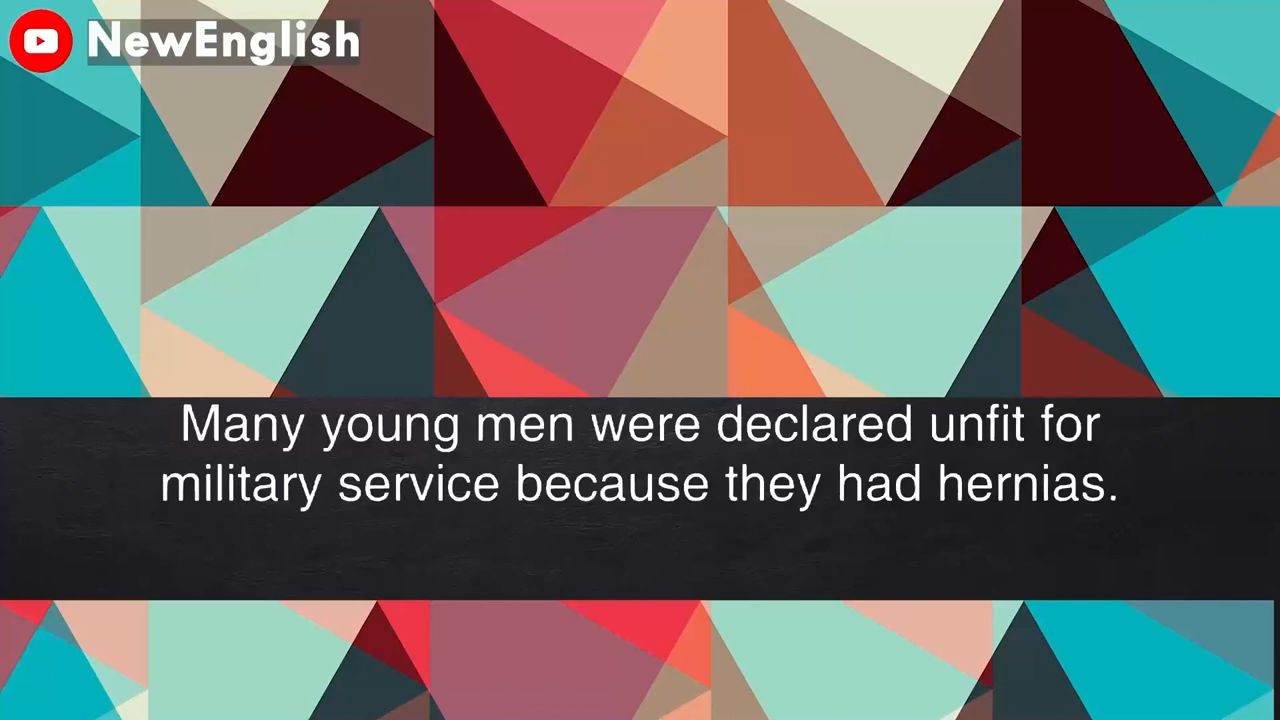 NewEnglish
Many young men were declared unfit for
military service because they had hernias.